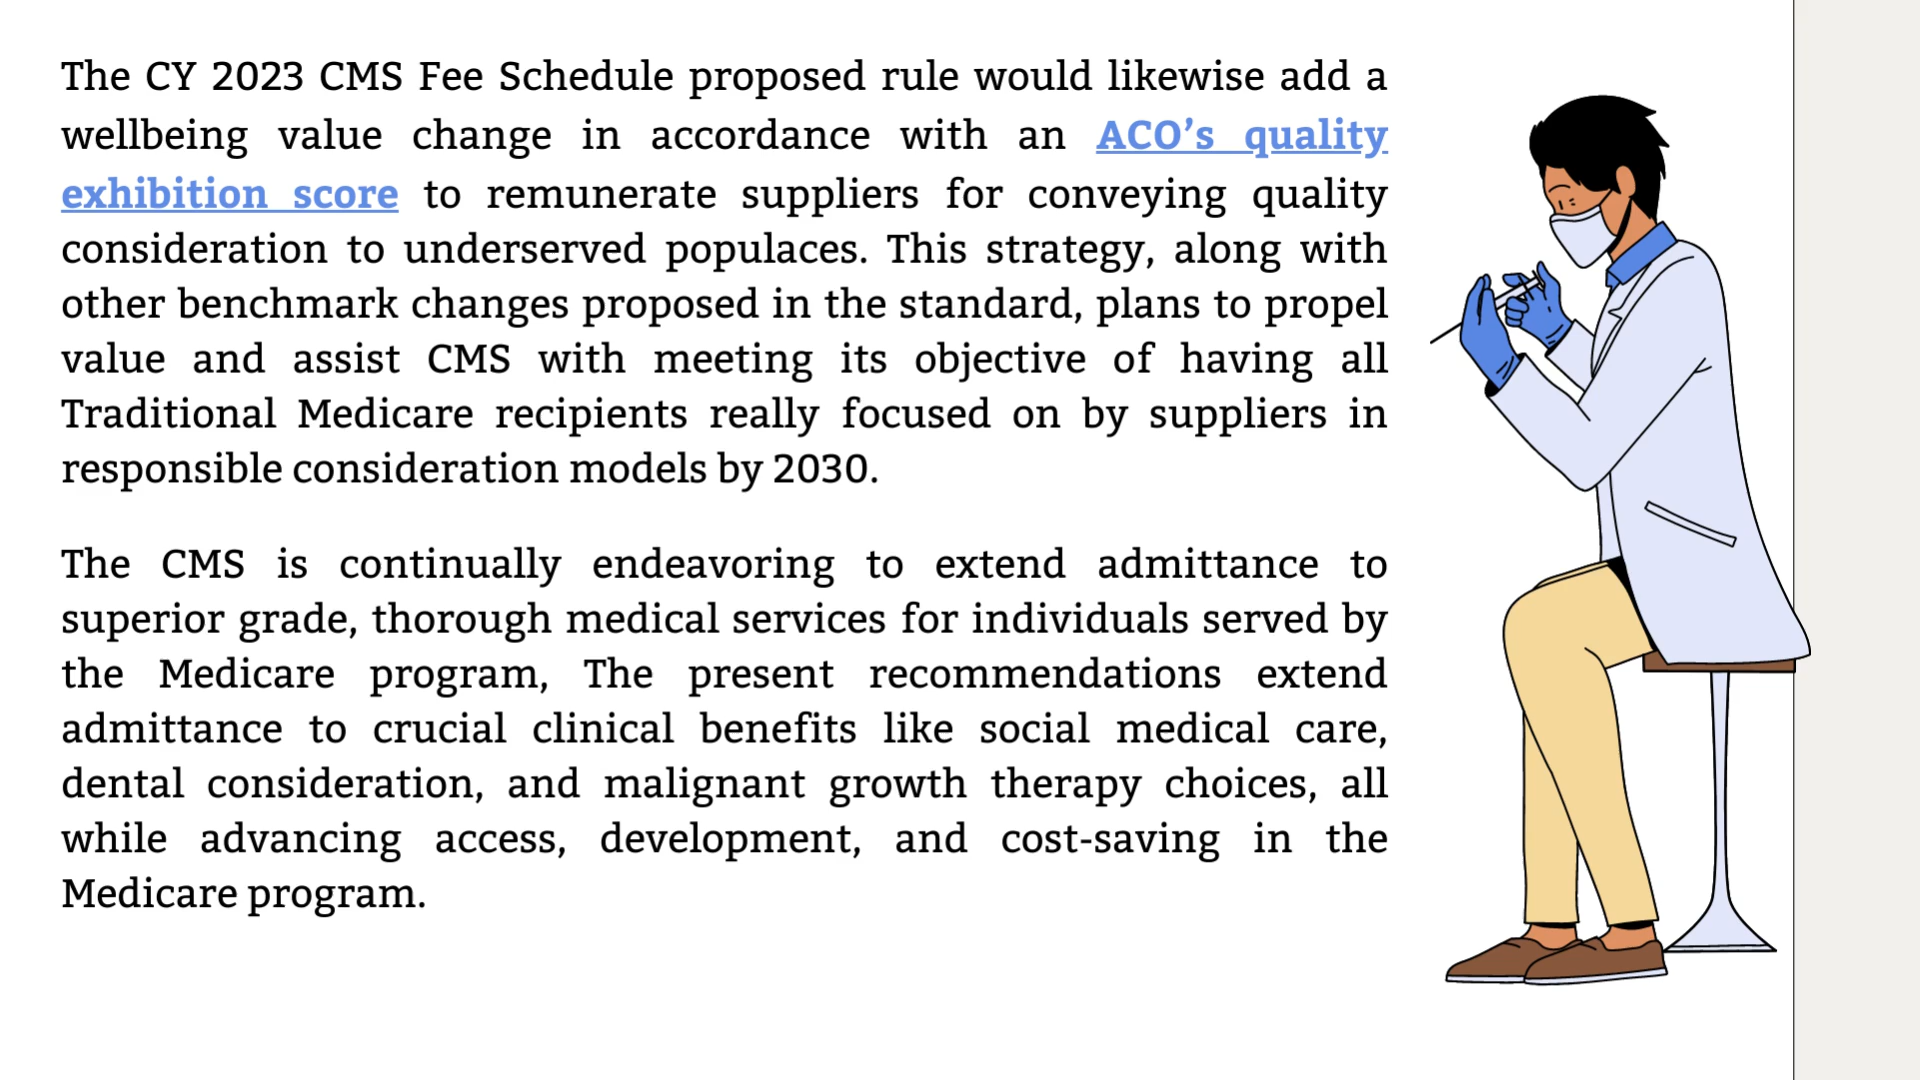 The CY 2023 CMS Fee Schedule proposed rule would likewise add a
wellbeing value change in accordance with an ACO’s quality
exhibition score to remunerate suppliers for conveying quality
consideration to underserved populaces. This strategy, along with
other benchmark changes proposed in the standard, plans to propel
value and assist CMS with meeting its objective of having all
Traditional Medicare recipients really focused on by suppliers in
responsible consideration models by 2030.
The CMS is continually endeavoring to extend admittance to
superior grade, thorough medical services for individuals served by
the Medicare program, The present recommendations extend
admittance to crucial clinical benefits like social medical care,
dental consideration, and malignant growth therapy choices, all
while advancing access, development, and cost-saving in the
Medicare program.